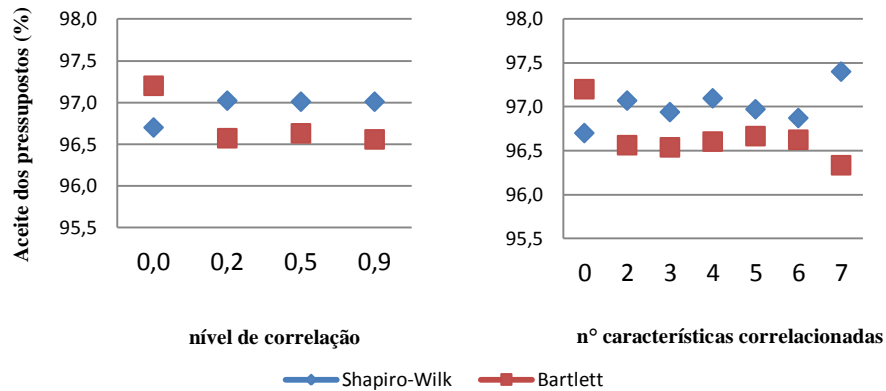 Aceite dos pressupostos (%)
98,0
97,5
97,0
96,5
96,0
95,5
0,0 0,2 0,5 0,9
nível de correlação
98,0
97,5
97,0
96,5
96,0
95,5
0 2 3 4 5 6 7
n° características correlacionadas
Shapiro-Wilk Bartlett